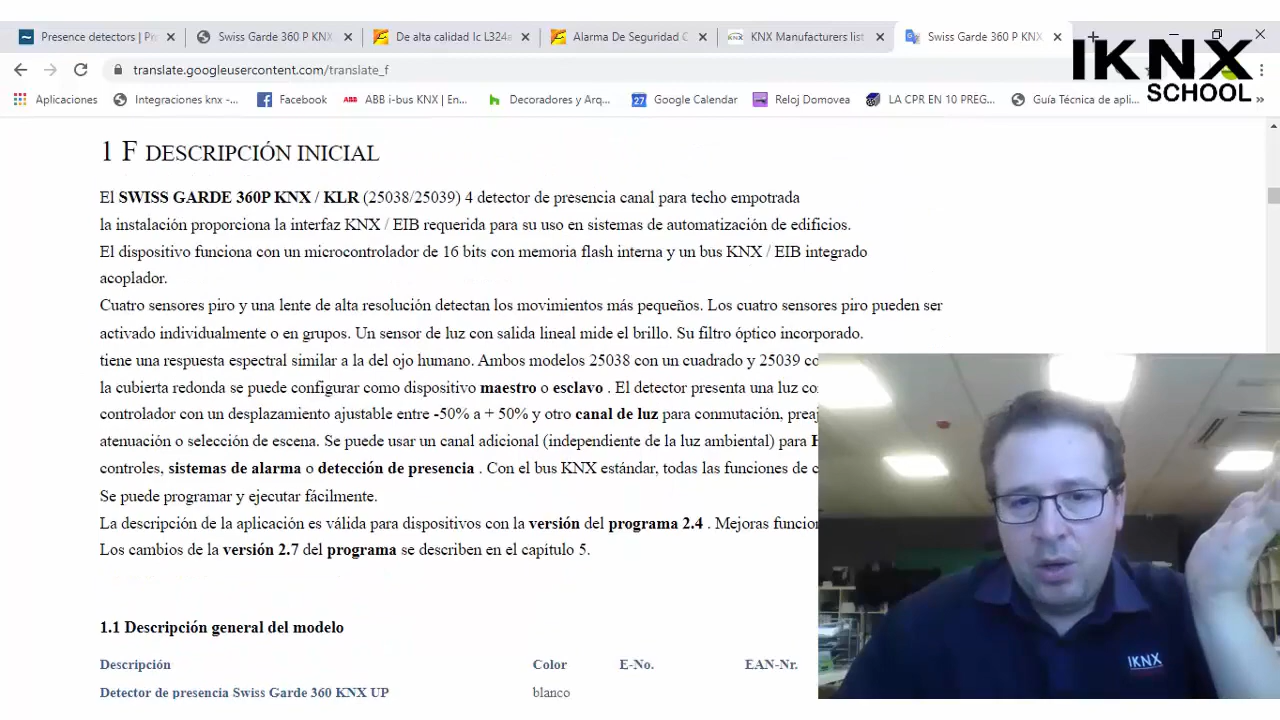 Presence detectors | Pr
Swiss Garde 360 P KNX
De alta calidad Ic L324
Alarma De Seguridad C
KNX Manufacturers list
Swiss Garde 360 P KNX
IKNX
SCHOOL
translate.googleusercontent.com/translate_f
Aplicaciones
Integraciones knx -...
Facebook
ABB i-bus KNX | En...
Decoradores y Arq...
Google Calendar
Reloj Domovea
LA CPR EN 10 PREG...
Guía Técnica de apli...
1 F DESCRIPCIÓN INICIAL
El SWISS GARDE 360P KNX / KLR (25038/25039) 4 detector de presencia canal para techo empotrada
la instalación proporciona la interfaz KNX / EIB requerida para su uso en sistemas de automatización de edificios.
El dispositivo funciona con un microcontrolador de 16 bits con memoria flash interna y un bus KNX / EIB integrado
acoplador.
Cuatro sensores piro y una lente de alta resolución detectan los movimientos más pequeños. Los cuatro sensores piro pueden ser
activado individualmente o en grupos. Un sensor de luz con salida lineal mide el brillo. Su filtro óptico incorporado.
tiene una respuesta espectral similar a la del ojo humano. Ambos modelos 25038 con un cuadrado y 25039 co
la cubierta redonda se puede configurar como dispositivo maestro o esclavo . El detector presenta una luz co
controlador con un desplazamiento ajustable entre -50% a + 50% y otro canal de luz para conmutación, preaj
atenuación o selección de escena. Se puede usar un canal adicional (independiente de la luz ambiental) para H
controles, sistemas de alarma o detección de presencia . Con el bus KNX estándar, todas las funciones de c
Se puede programar y ejecutar fácilmente.
La descripción de la aplicación es válida para dispositivos con la versión del programa 2.4 . Mejoras funcio
Los cambios de la versión 2.7 del programa se describen en el capítulo 5.
1.1 Descripción general del modelo
Descripción Color E-No. EAN-Nr.
Detector de presencia Swiss Garde 360 KNX UP blanco
IKNX